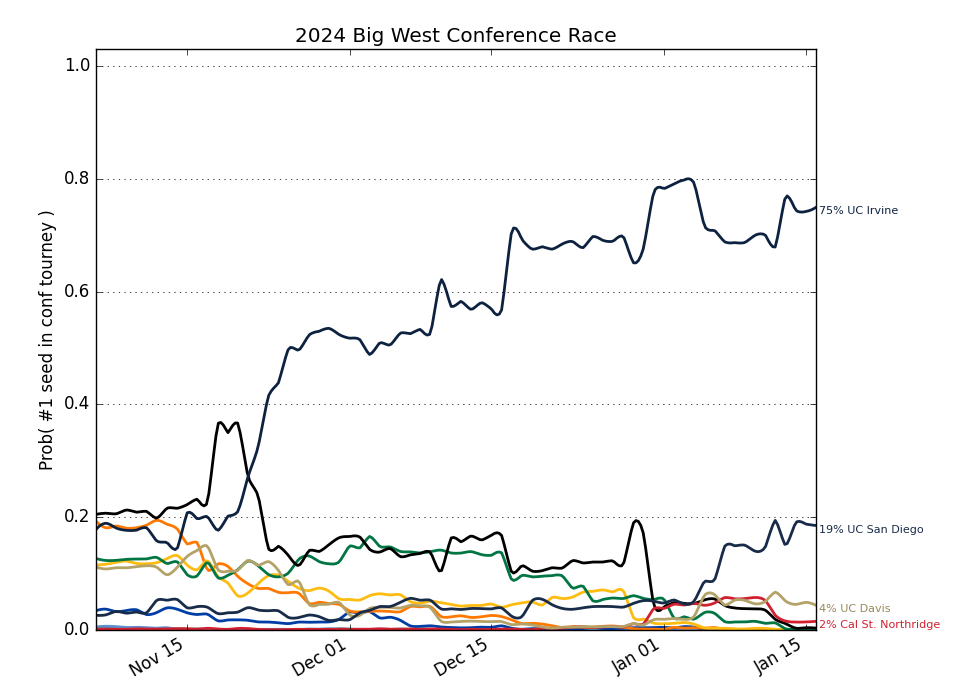 2024 Big West Conference Race
Prob( #1 seed in conf tourney )
1.0
0.8
0.6
0.4
0.2
0.0
75% UC Irvine
19% UC San Diego
4% UC Davis
2% Cal St. Northridge
Nov 15
Dec 01
Dec 15
Jan 01
Jan 15